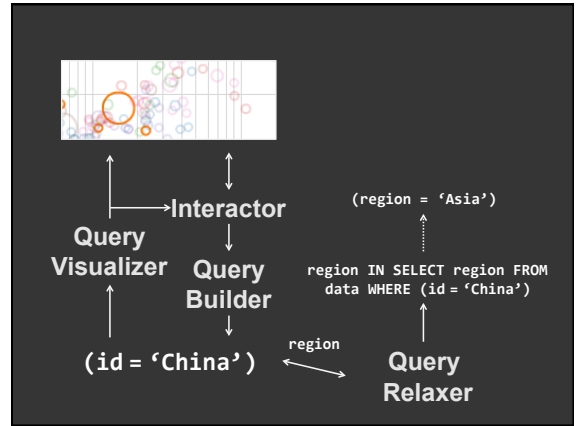 Interactor
(region = ‘Asia’)
Query
Visualizer
Query
Builder
region IN SELECT region FROM
data WHERE (id = ‘China’)
(id = ‘China’)
region
Query
Relaxer